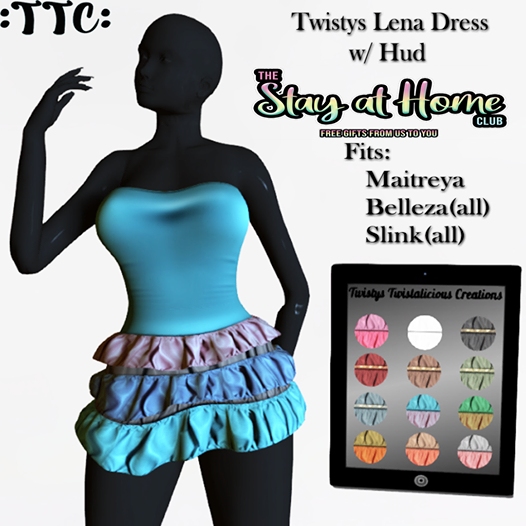 :TTC:
Twistys Lena Dress
w/ Hud
THE
Stay at Home
CLUB
FREE GIFTS FROM US TO YOU
Fits:
Maitreya
Belleza(all)
Slink(all)
Twistys Twistalicious Creations